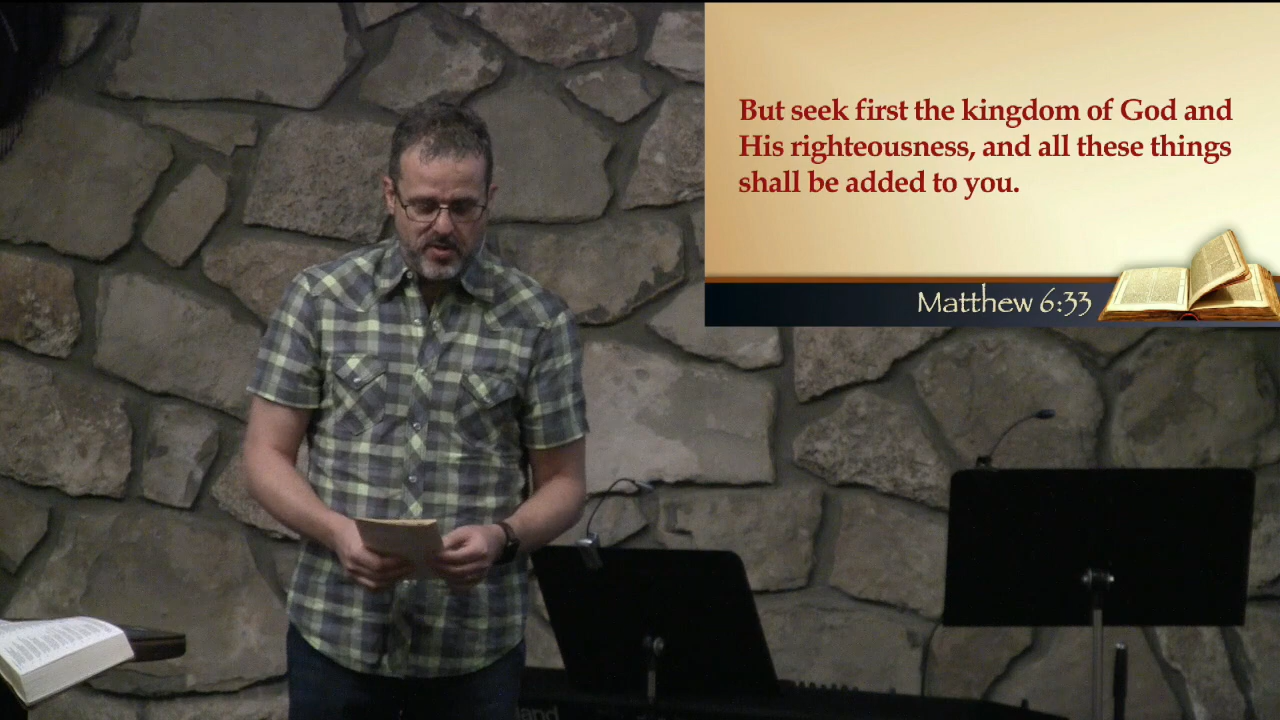 But seek first the kingdom of God and
His righteousness, and all these things
shall be added to you.
Matthew 6:33